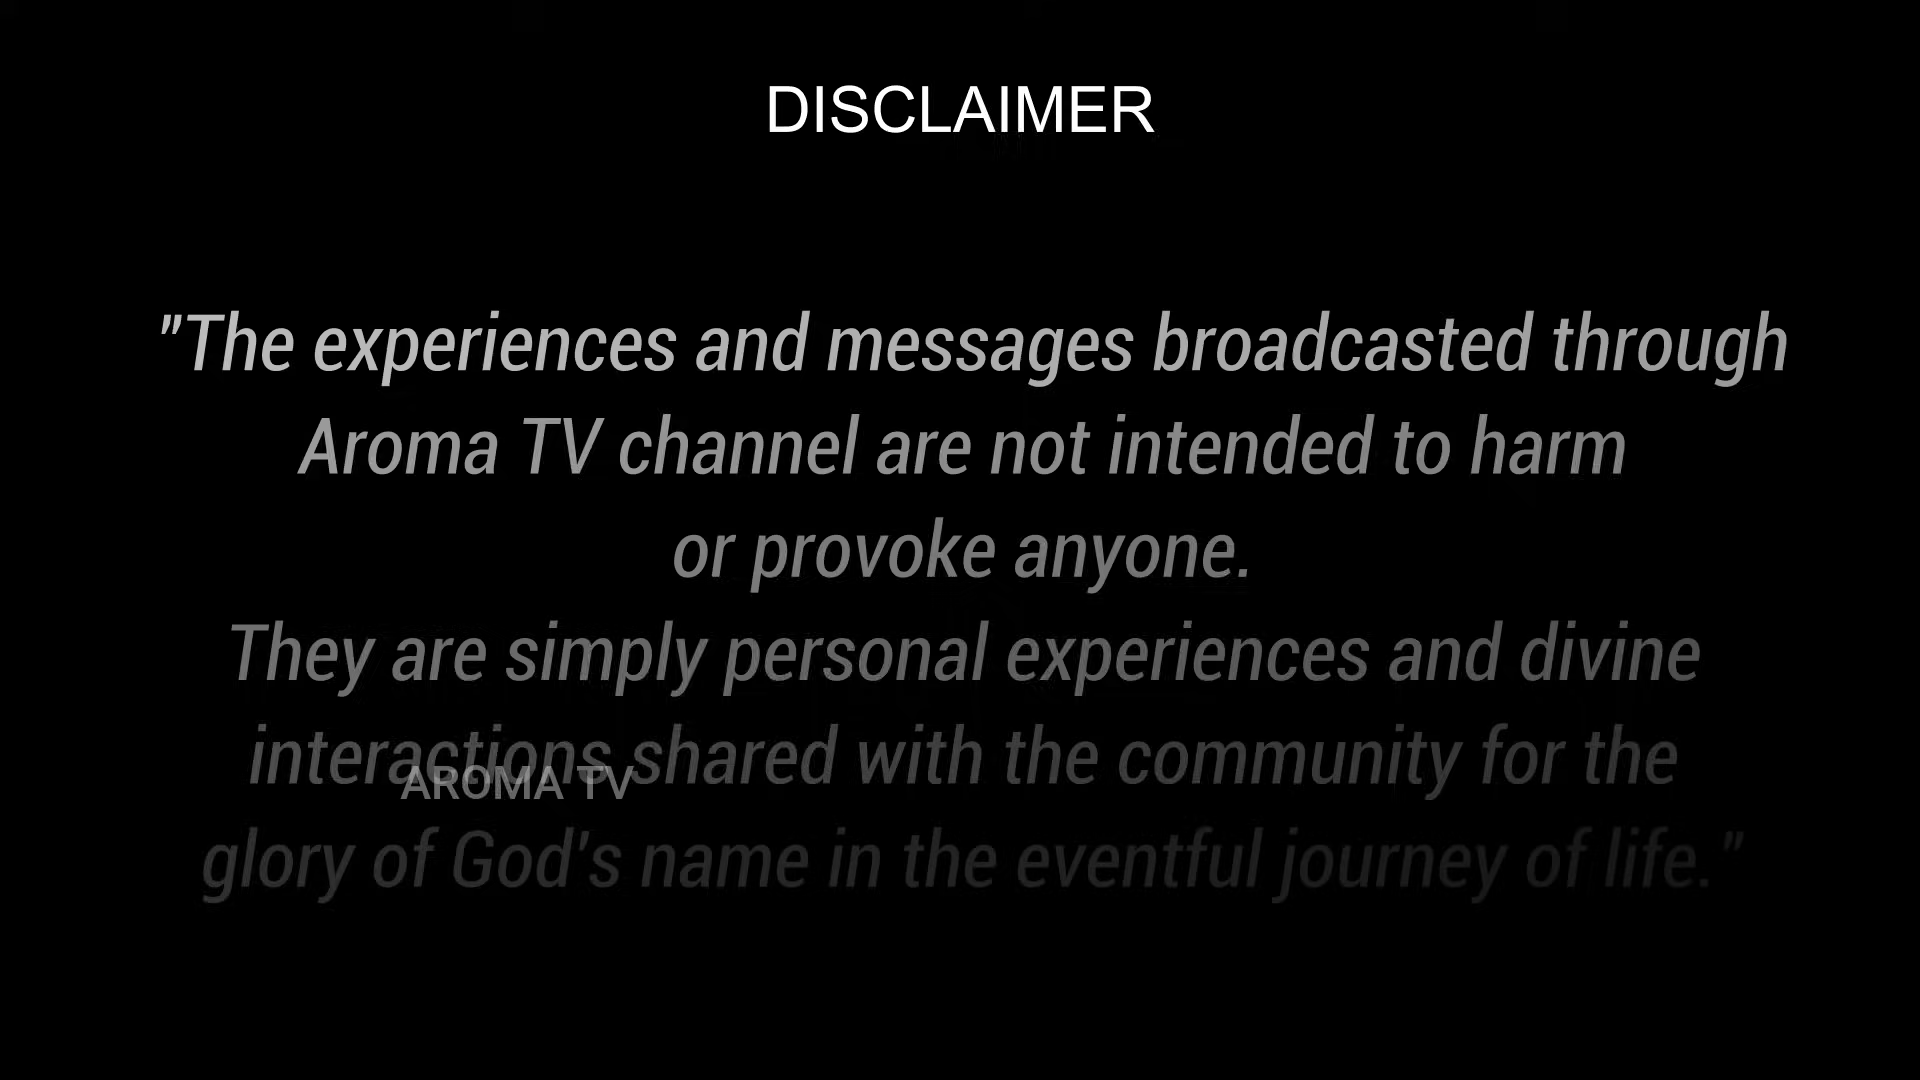 DISCLAIMER
"The experiences and messages broadcasted through
Aroma TV channel are not intended to harm
or provoke anyone.
They are simply personal experiences and divine
interactions shared with the community for the
AROMA TV
glory of God's name in the eventful journey of life."